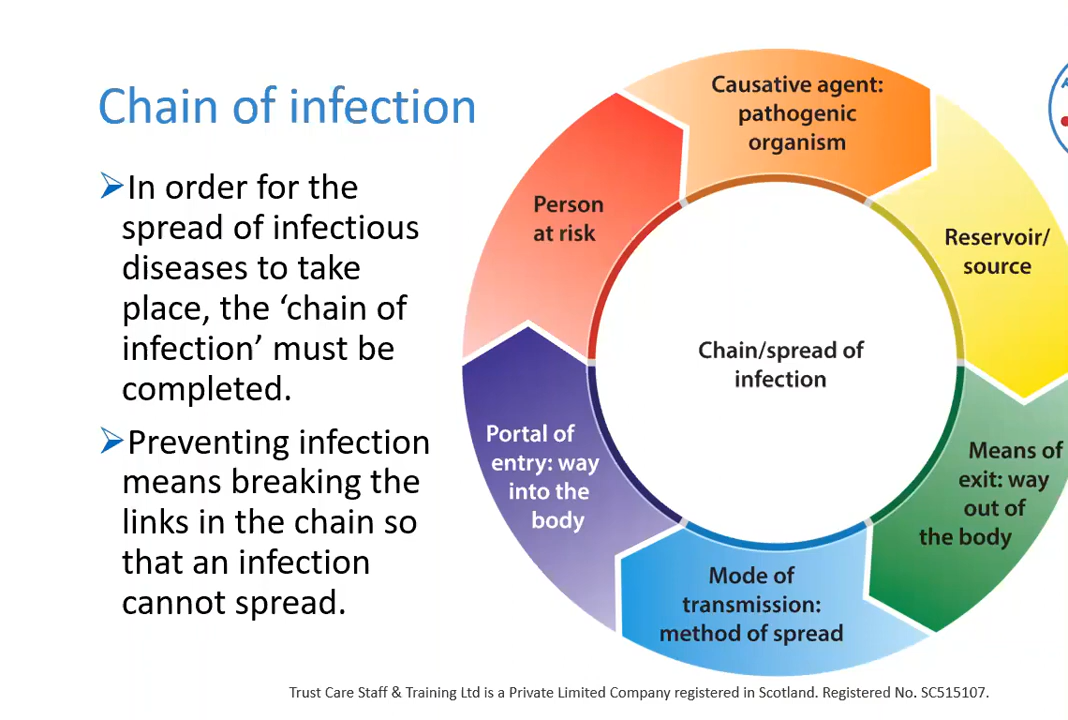 Chain of infection
➢In order for the
spread of infectious
diseases to take
place, the ‘chain of
infection’ must be
completed.
➢Preventing infection
means breaking the
links in the chain so
that an infection
cannot spread.
Causative agent:
pathogenic
organism
Reservoir/
source
Means of
exit: way
out of
the body
Mode of
transmission:
method of spread
Portal of
entry: way
into the
body
Person
at risk
Chain/spread of
infection
Trust Care Staff & Training Ltd is a Private Limited Company registered in Scotland. Registered No. SC515107.